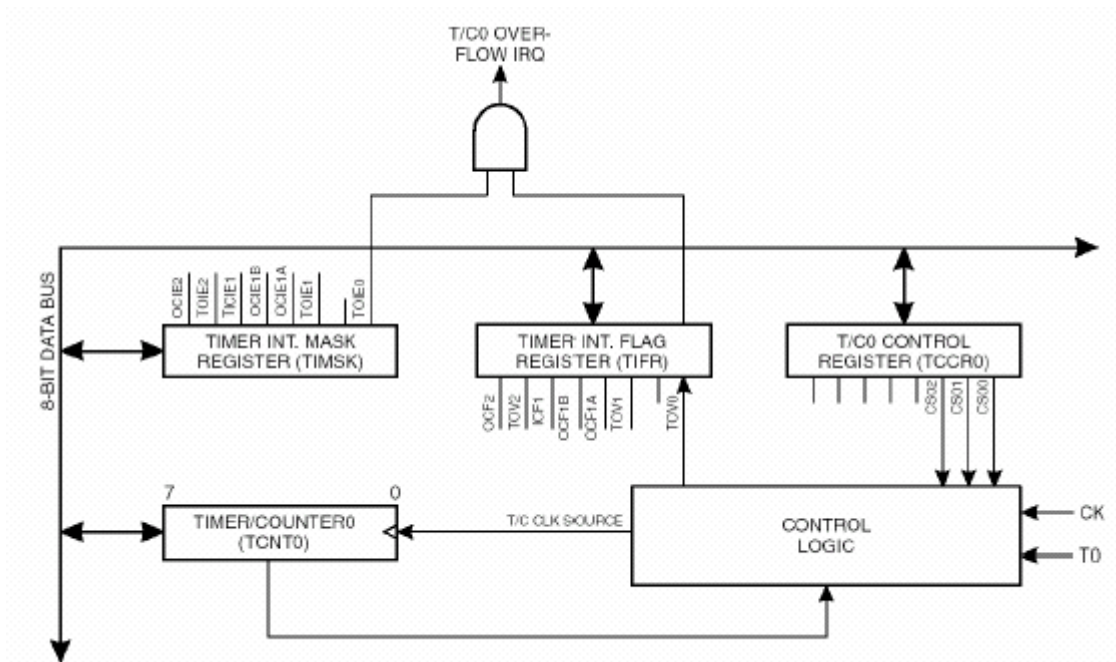 T/C0 OVER-
FLOW IRQ
8-BIT DATA BUS
OCIE2
TOIE2
TICIE1
OCIE1B
OCIE1A
TOIE1
TOIE0
TIMER INT. MASK
REGISTER (TIMSK)
TIMER INT. FLAG
REGISTER (TIFR)
T/C0 CONTROL
REGISTER (TCCR0)
OCF2
TOV2
ICF1
OCF1B
OCF1A
TOV1
TOV0
CS02
CS01
CS00
7
0
TIMER/COUNTER0
(TCNT0)
T/C CLK SOURCE
CONTROL
LOGIC
CK
T0